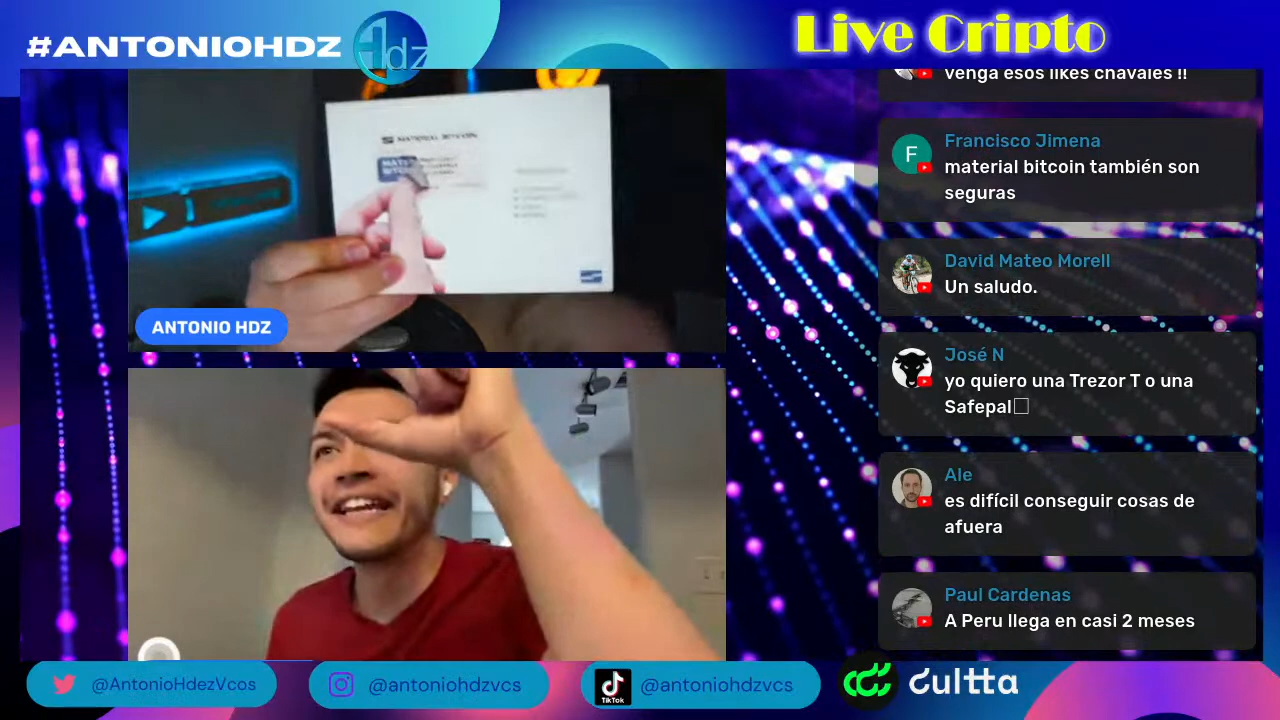 #ANTONIOHDZ
Hdz
Live Cripto
MATERIAL BITCOIN
ANTONIO HDZ
venga esos likes chavales !!
F
Francisco Jimena
material bitcoin también son
seguras
David Mateo Morell
Un saludo.
José N
yo quiero una Trezor T o una
Safepal□
Ale
es difícil conseguir cosas de
afuera
Paul Cardenas
A Peru llega en casi 2 meses
@AntonioHdezVcos
@antoniohdzvcs
TikTok
@antoniohdzvcs
Cultta